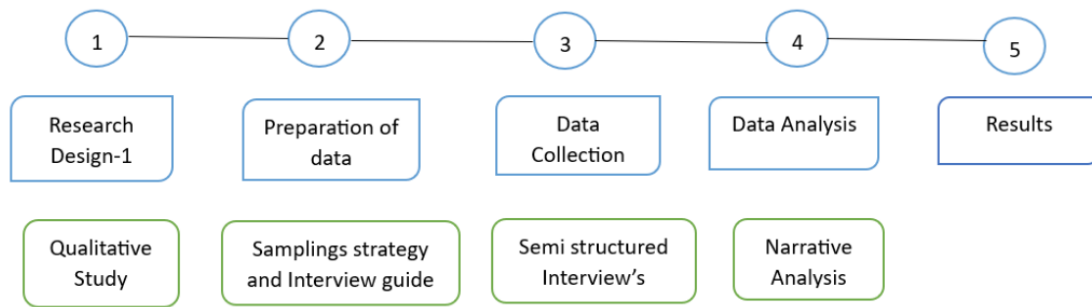 1
2
3
4
5
Research
Design-1
Preparation of
data
Data
Collection
Data Analysis
Results
Qualitative
Study
Samplings strategy
and Interview guide
Semi structured
Interview's
Narrative
Analysis